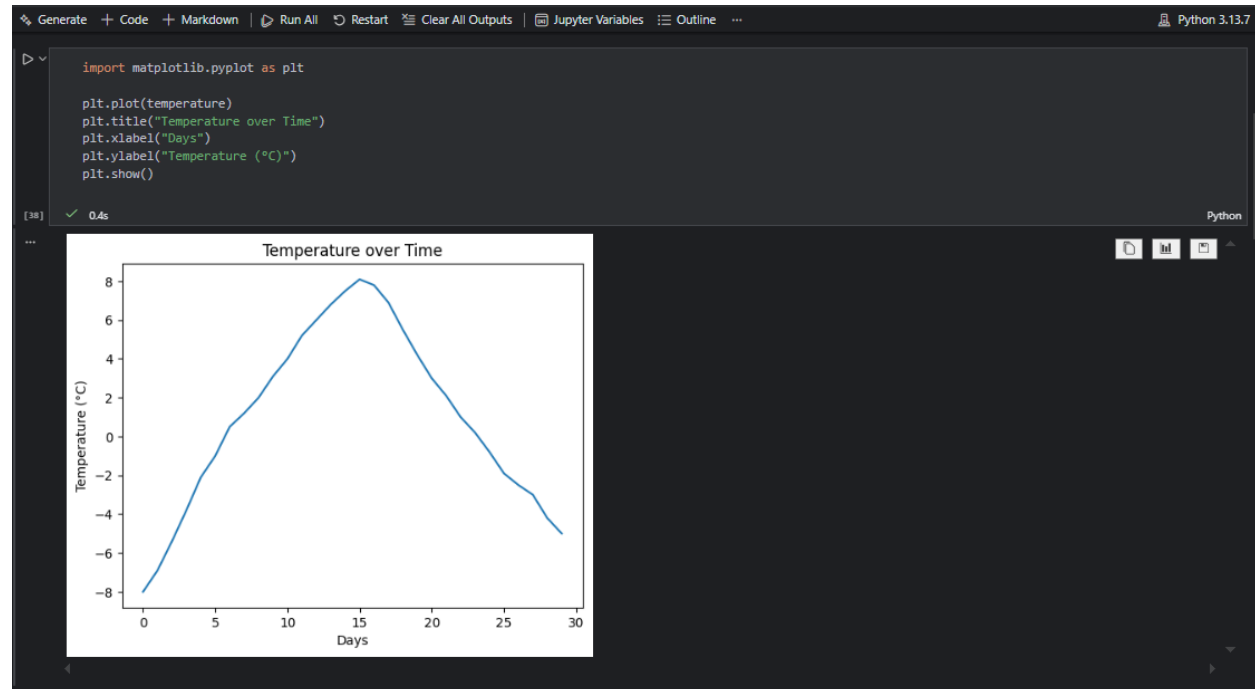 Generate + Code + Markdown | Run All Restart Clear All Outputs | Jupyter Variables Outline ... Python 3.13.7
import matplotlib.pyplot as plt
plt.plot(temperature)
plt.title("Temperature over Time")
plt.xlabel("Days")
plt.ylabel("Temperature (°C)")
plt.show()
[38] ✓ 0.4s Python
...
Temperature over Time
Temperature (°C)
8
6
4
2
0
−2
−4
−6
−8
0 5 10 15 20 25 30
Days